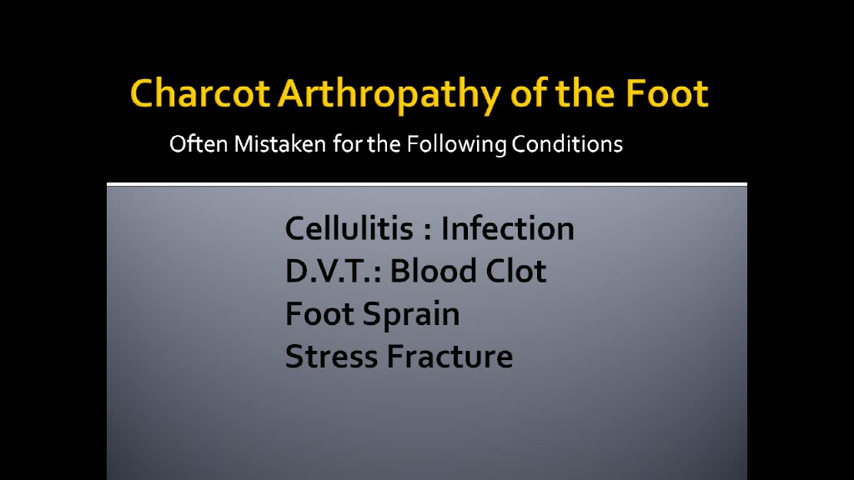 Charcot Arthropathy of the Foot
Often Mistaken for the Following Conditions
Cellulitis : Infection
D.V.T.: Blood Clot
Foot Sprain
Stress Fracture